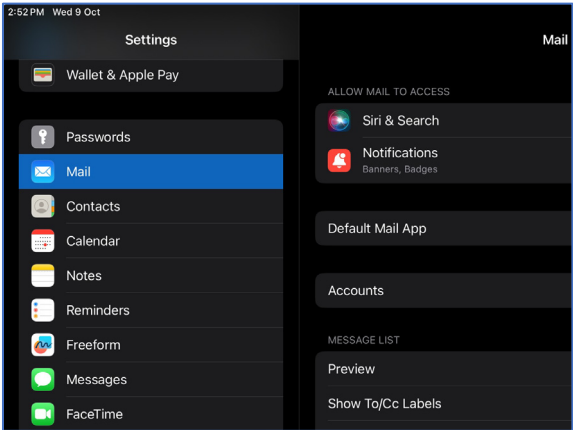 2:52 PM Wed 9 Oct
Settings
Mail
Wallet & Apple Pay
Passwords
Mail
Contacts
Calendar
Notes
Reminders
Freeform
Messages
FaceTime
ALLOW MAIL TO ACCESS
Siri & Search
Notifications
Banners, Badges
Default Mail App
Accounts
MESSAGE LIST
Preview
Show To/Cc Labels